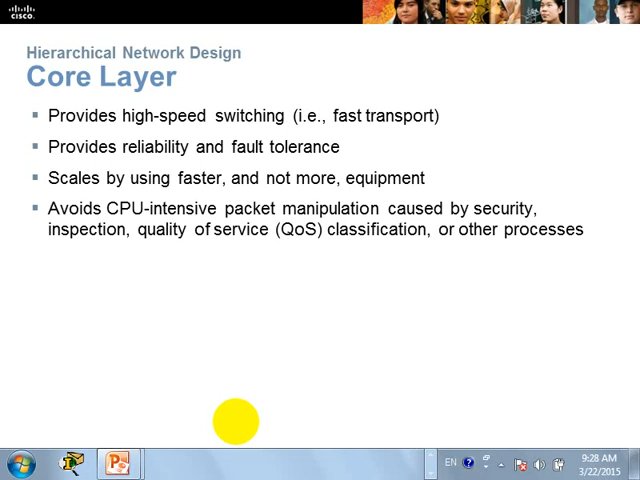 CISCO
Hierarchical Network Design
Core Layer
Provides high-speed switching (i.e., fast transport)
Provides reliability and fault tolerance
Scales by using faster, and not more, equipment
Avoids CPU-intensive packet manipulation caused by security,
inspection, quality of service (QoS) classification, or other processes
EN
9:28 AM
3/22/2015